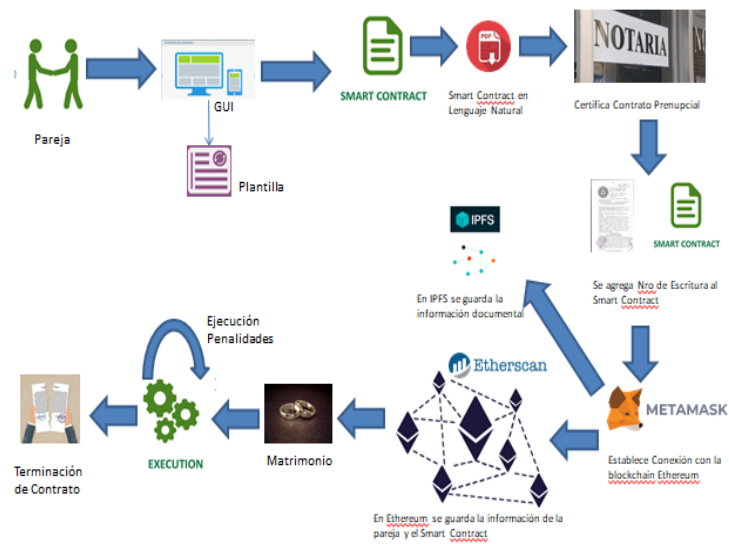 Pareja
GUI
Plantilla
SMART CONTRACT
PDF
Smart Contract en
Lenguaje Natural
NOTARIA
Certifica Contrato Prenupcial
SMART CONTRACT
Se agrega Nro de Escritura al
Smart Contract
IPFS
En IPFS se guarda la
información documental
METAMASK
Establece Conexión con la
blockchain Ethereum
Etherscan
En Ethereum se guarda la información de la
pareja y el Smart Contract
Matrimonio
Ejecución
Penalidades
EXECUTION
Terminación
de Contrato